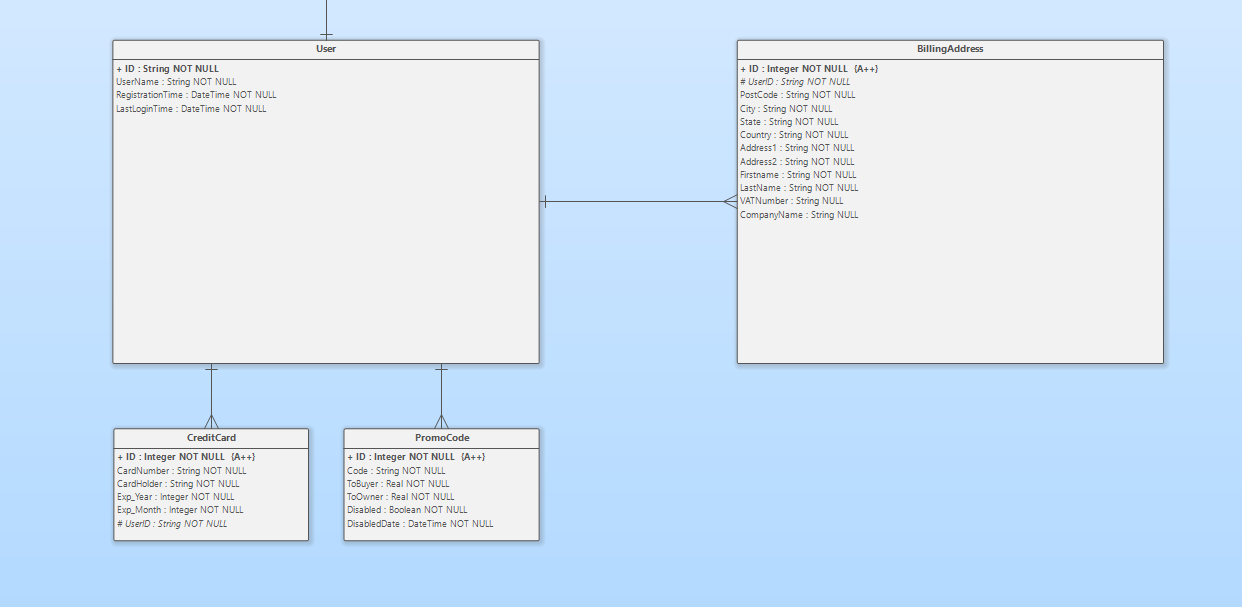 User
+ ID : String NOT NULL
UserName : String NOT NULL
RegistrationTime : DateTime NOT NULL
LastLoginTime : DateTime NOT NULL
BillingAddress
+ ID : Integer NOT NULL {A++}
# UserID : String NOT NULL
PostCode : String NOT NULL
City : String NOT NULL
State : String NOT NULL
Country : String NOT NULL
Address1 : String NOT NULL
Address2 : String NOT NULL
Firstname : String NOT NULL
LastName : String NOT NULL
VATNumber : String NULL
CompanyName : String NULL
CreditCard
+ ID : Integer NOT NULL {A++}
CardNumber : String NOT NULL
CardHolder : String NOT NULL
Exp_Year : Integer NOT NULL
Exp_Month : Integer NOT NULL
# UserID : String NOT NULL
PromoCode
+ ID : Integer NOT NULL {A++}
Code : String NOT NULL
ToBuyer : Real NOT NULL
ToOwner : Real NOT NULL
Disabled : Boolean NOT NULL
DisabledDate : DateTime NOT NULL